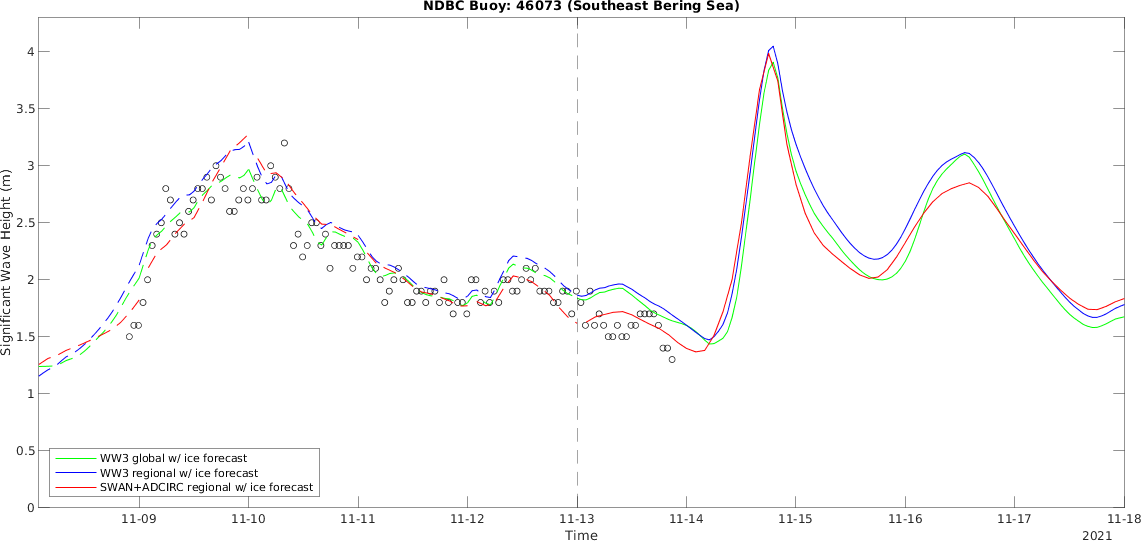 NDBC Buoy: 46073 (Southeast Bering Sea)
Significant Wave Height (m)
4
3.5
3
2.5
2
1.5
1
0.5
0
WW3 global w/ ice forecast
WW3 regional w/ ice forecast
SWAN+ADCIRC regional w/ ice forecast
11-09 11-10 11-11 11-12 11-13 11-14 11-15 11-16 11-17 11-18
Time
2021